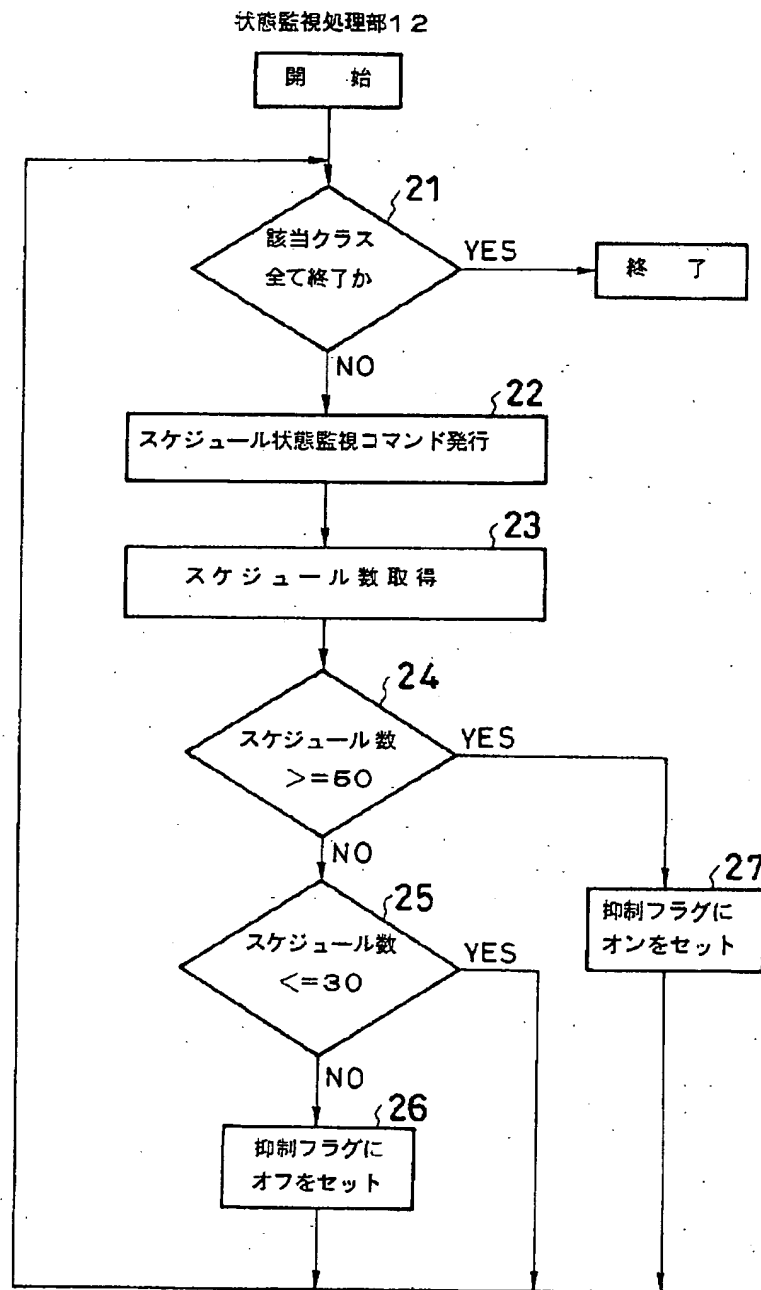 状態監視処理部12
開 始
21
該当クラス
全て終了か
YES
終 了
NO
22
スケジュール状態監視コマンド発行
23
スケジュール数取得
24
スケジュール数
>=50
YES
NO
25
スケジュール数
<=30
YES
27
抑制フラグに
オンをセット
NO
26
抑制フラグに
オフをセット